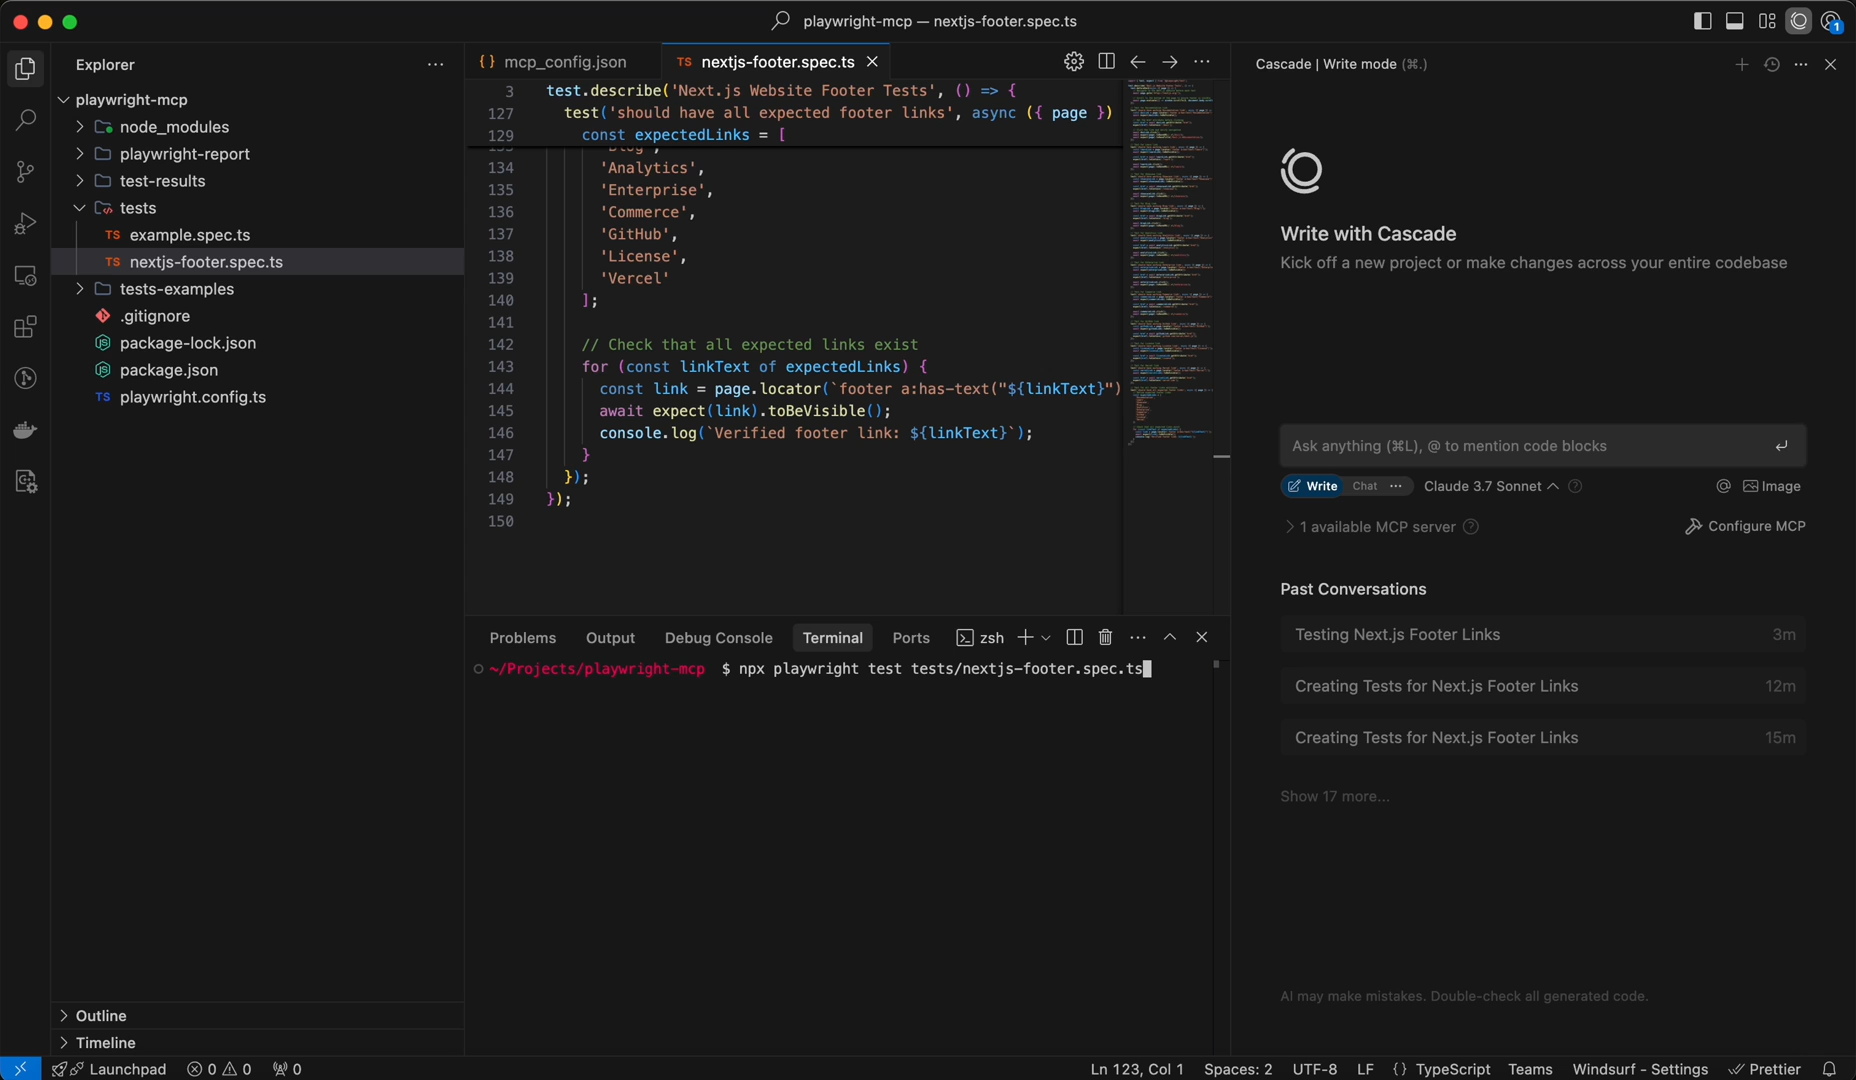 playwright-mcp — nextjs-footer.spec.ts
1
Explorer
playwright-mcp
node_modules
playwright-report
test-results
tests
TS example.spec.ts
TS nextjs-footer.spec.ts
tests-examples
.gitignore
package-lock.json
package.json
TS playwright.config.ts
Outline
Timeline
{} mcp_config.json
TS nextjs-footer.spec.ts
3 test.describe('Next.js Website Footer Tests', () => {
127 test('should have all expected footer links', async ({ page })
129 const expectedLinks = [
'Blog',
134 'Analytics',
135 'Enterprise',
136 'Commerce',
137 'GitHub',
138 'License',
139 'Vercel'
140 ];
141
142 // Check that all expected links exist
143 for (const linkText of expectedLinks) {
144 const link = page.locator(`footer a:has-text("${linkText}")
145 await expect(link).toBeVisible();
146 console.log(`Verified footer link: ${linkText}`);
147 }
148 });
149 });
150
Problems Output Debug Console Terminal Ports zsh
~/Projects/playwright-mcp $ npx playwright test tests/nextjs-footer.spec.ts
Cascade | Write mode (⌘.)
Write with Cascade
Kick off a new project or make changes across your entire codebase
Ask anything (⌘L), @ to mention code blocks
Write Chat ··· Claude 3.7 Sonnet
@ Image
1 available MCP server
Configure MCP
Past Conversations
Testing Next.js Footer Links 3m
Creating Tests for Next.js Footer Links 12m
Creating Tests for Next.js Footer Links 15m
Show 17 more...
AI may make mistakes. Double-check all generated code.
Launchpad 0 0 0
Ln 123, Col 1 Spaces: 2 UTF-8 LF {} TypeScript Teams Windsurf - Settings Prettier